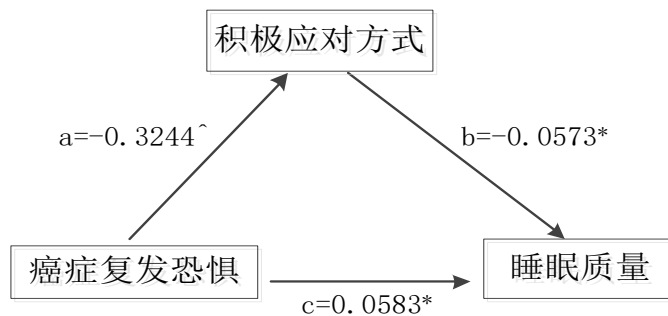 积极应对方式
a=-0.3244^
b=-0.0573*
癌症复发恐惧
睡眠质量
c=0.0583*